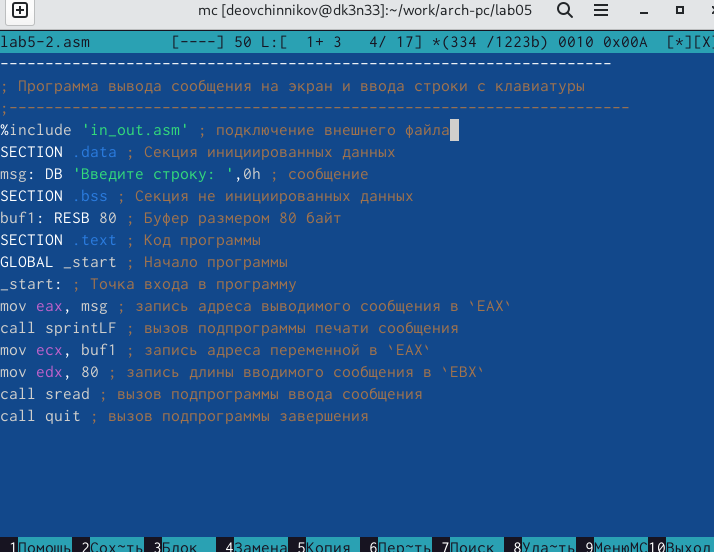 mc [deovchinnikov@dk3n33]:~/work/arch-pc/lab05
lab5-2.asm [----] 50 L:[ 1+ 3 4/ 17] *(334 /1223b) 0010 0x00A [*][X]
--------------------------------------------------------------------
; Программа вывода сообщения на экран и ввода строки с клавиатуры
;---------------------------------------------------------------------
%include 'in_out.asm' ; подключение внешнего файла
SECTION .data ; Секция инициированных данных
msg: DB 'Введите строку: ',0h ; сообщение
SECTION .bss ; Секция не инициированных данных
buf1: RESB 80 ; Буфер размером 80 байт
SECTION .text ; Код программы
GLOBAL _start ; Начало программы
_start: ; Точка входа в программу
mov eax, msg ; запись адреса выводимого сообщения в `EAX`
call sprintLF ; вызов подпрограммы печати сообщения
mov ecx, buf1 ; запись адреса переменной в `EAX`
mov edx, 80 ; запись длины вводимого сообщения в `EBX`
call sread ; вызов подпрограммы ввода сообщения
call quit ; вызов подпрограммы завершения
1Помощь 2Сох~ть 3Блок 4Замена 5Копия 6Пер~ть 7Поиск 8Уда~ть 9МенюMC 10Выход